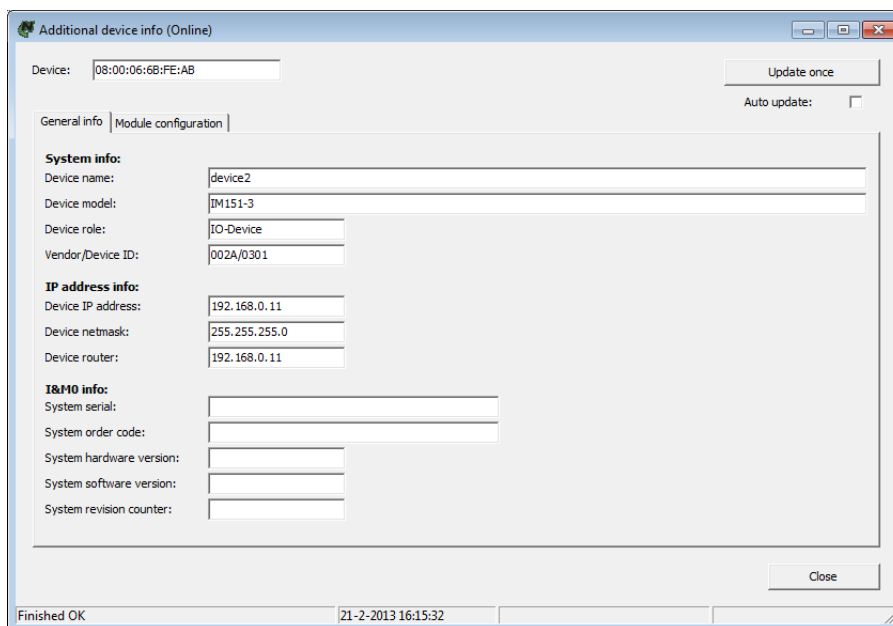 Additional device info (Online)
Device: 08:00:06:6B:FE:AB Update once
Auto update:
General info Module configuration
System info:
Device name: device2
Device model: IM151-3
Device role: IO-Device
Vendor/Device ID: 002A/0301
IP address info:
Device IP address: 192.168.0.11
Device netmask: 255.255.255.0
Device router: 192.168.0.11
I&M0 info:
System serial:
System order code:
System hardware version:
System software version:
System revision counter:
Close
Finished OK 21-2-2013 16:15:32